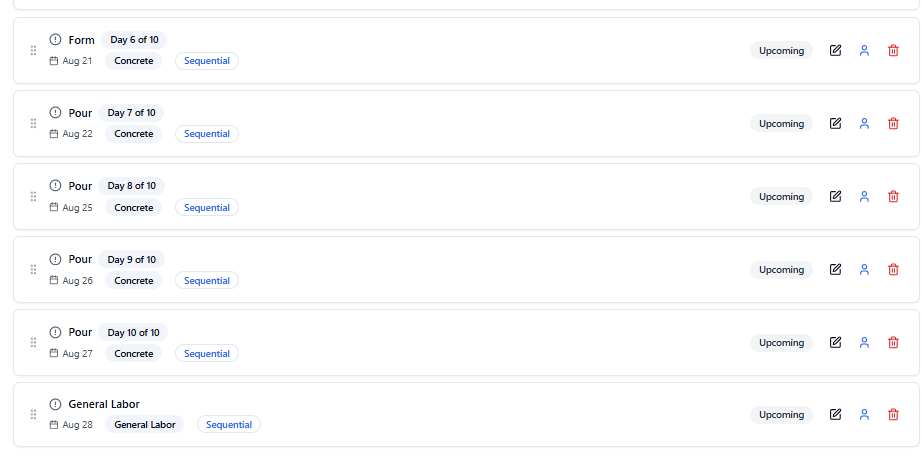 Form Day 6 of 10
Aug 21 Concrete Sequential Upcoming
Pour Day 7 of 10
Aug 22 Concrete Sequential Upcoming
Pour Day 8 of 10
Aug 25 Concrete Sequential Upcoming
Pour Day 9 of 10
Aug 26 Concrete Sequential Upcoming
Pour Day 10 of 10
Aug 27 Concrete Sequential Upcoming
General Labor
Aug 28 General Labor Sequential Upcoming